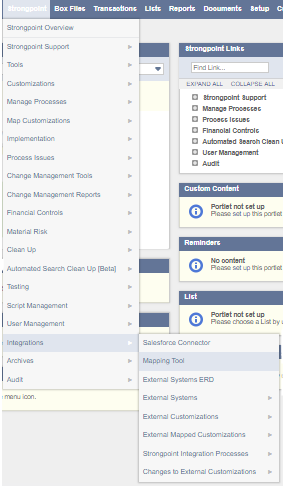 Strongpoint Box Files Transactions Lists Reports Documents Setup
Strongpoint Overview
Strongpoint Support
Tools
Customizations
Manage Processes
Map Customizations
Implementation
Process Issues
Change Management Tools
Change Management Reports
Financial Controls
Material Risk
Clean Up
Automated Search Clean Up [Beta]
Testing
Script Management
User Management
Integrations
Archives
Audit
menu icon.
Salesforce Connector
Mapping Tool
External Systems ERD
External Systems
External Customizations
External Mapped Customizations
Strongpoint Integration Processes
Changes to External Customizations
Strongpoint Links
Find Link...
EXPAND ALL COLLAPSE ALL
Strongpoint Support
Manage Processes
Process Issues
Financial Controls
Automated Search Clean
User Management
Audit
Custom Content
Portlet not set up
Please set up this portlet
Reminders
No content
Please set up this portlet
List
Portlet not set up
Please choose a List by